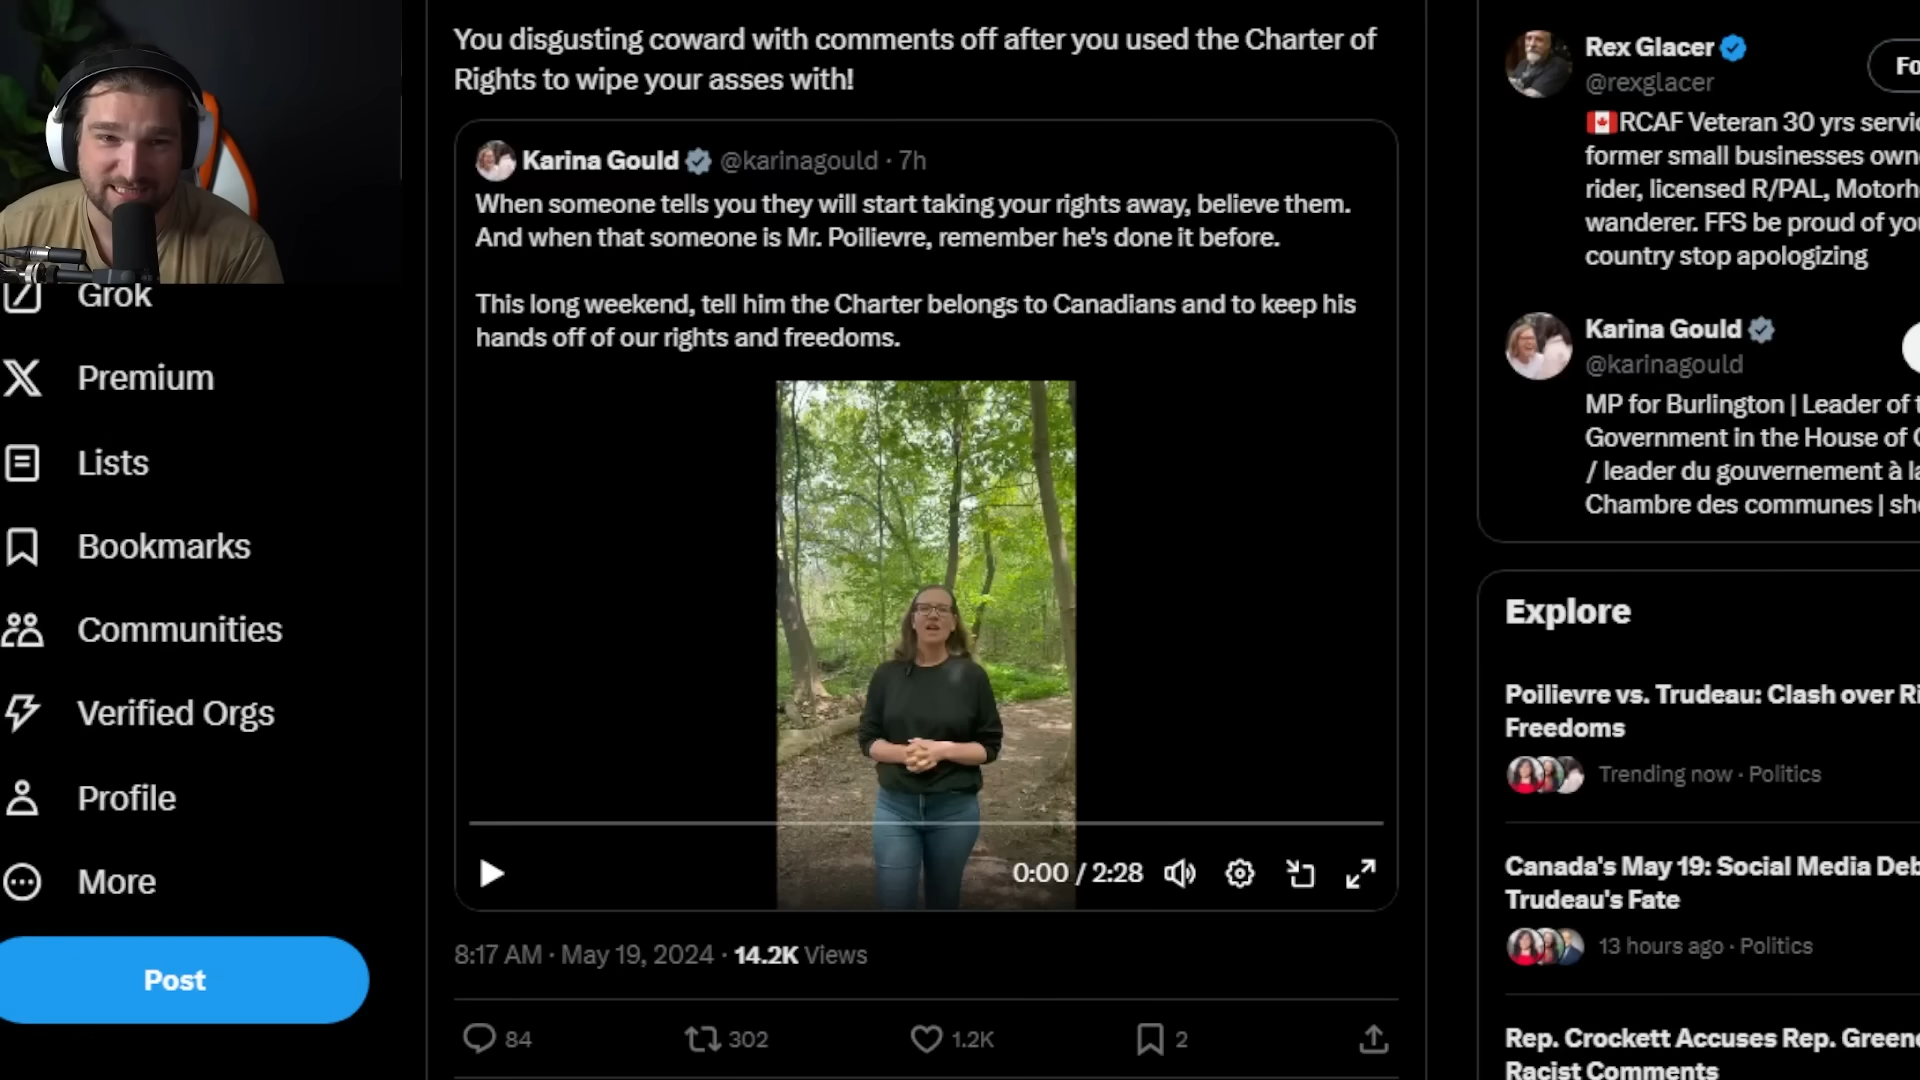 You disgusting coward with comments off after you used the Charter of
Rights to wipe your asses with!
Karina Gould @karinagould · 7h
When someone tells you they will start taking your rights away, believe them.
And when that someone is Mr. Poilievre, remember he's done it before.
This long weekend, tell him the Charter belongs to Canadians and to keep his
hands off of our rights and freedoms.
0:00 / 2:28
8:17 AM · May 19, 2024 · 14.2K Views
84 302 1.2K 2
Grok
Premium
Lists
Bookmarks
Communities
Verified Orgs
Profile
More
Post
Rex Glacer
Fo
@rexglacer
RCAF Veteran 30 yrs servic
former small businesses own
rider, licensed R/PAL, Motorh
wanderer. FFS be proud of you
country stop apologizing
Karina Gould
@karinagould
MP for Burlington | Leader of t
Government in the House of C
/ leader du gouvernement à la
Chambre des communes | she
Explore
Poilievre vs. Trudeau: Clash over Ri
Freedoms
Trending now · Politics
Canada's May 19: Social Media Deb
Trudeau's Fate
13 hours ago · Politics
Rep. Crockett Accuses Rep. Greene
Racist Comments